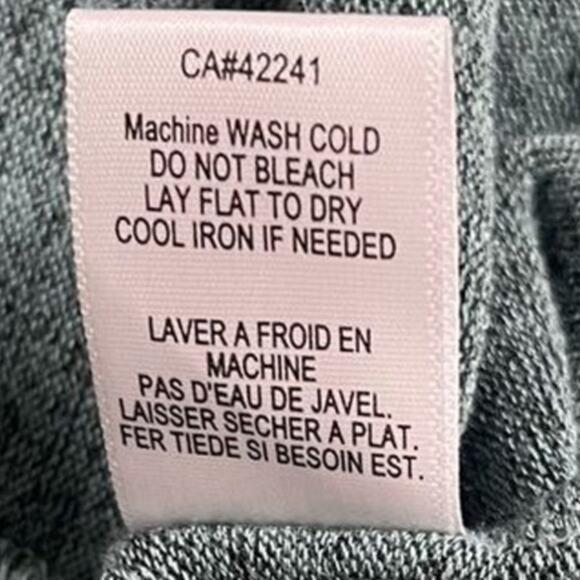 CA#42241
Machine WASH COLD
DO NOT BLEACH
LAY FLAT TO DRY
COOL IRON IF NEEDED
LAVER A FROID EN
MACHINE
PAS D'EAU DE JAVEL.
LAISSER SECHER A PLAT.
FER TIEDE SI BESOIN EST.